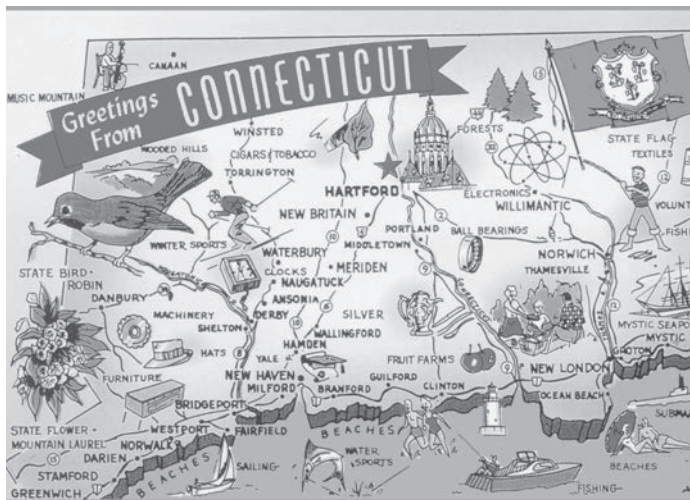 Greetings
From
CONNECTICUT
CANAAN
MUSIC MOUNTAIN
WOODED HILLS
WINSTED
CIGARS & TOBACCO
TORRINGTON
FORESTS
STATE FLAG
TEXTILES
HARTFORD
ELECTRONICS
WILLIMANTIC
NEW BRITAIN
WINTER SPORTS
PORTLAND
BALL BEARINGS
MIDDLETOWN
WATERBURY
CLOCKS
NAUGATUCK
MERIDEN
NORWICH
THAMESVILLE
STATE BIRD-
ROBIN
DANBURY
MACHINERY
ANSONIA
DERBY
SHELTON
SILVER
WALLINGFORD
HAMDEN
YALE
HATS
MYSTIC
GROTON
FRUIT FARMS
NEW LONDON
FURNITURE
NEW HAVEN
MILFORD
BRANFORD
GUILFORD
CLINTON
OCEAN BEACH
BRIDGEPORT
STATE FLOWER-
MOUNTAIN LAUREL
WESTPORT
NORWALK
FAIRFIELD
DARIEN
STAMFORD
GREENWICH
BEACHES
SAILING
BEACHES
WATER
SPORTS
FISHING
BEACHES